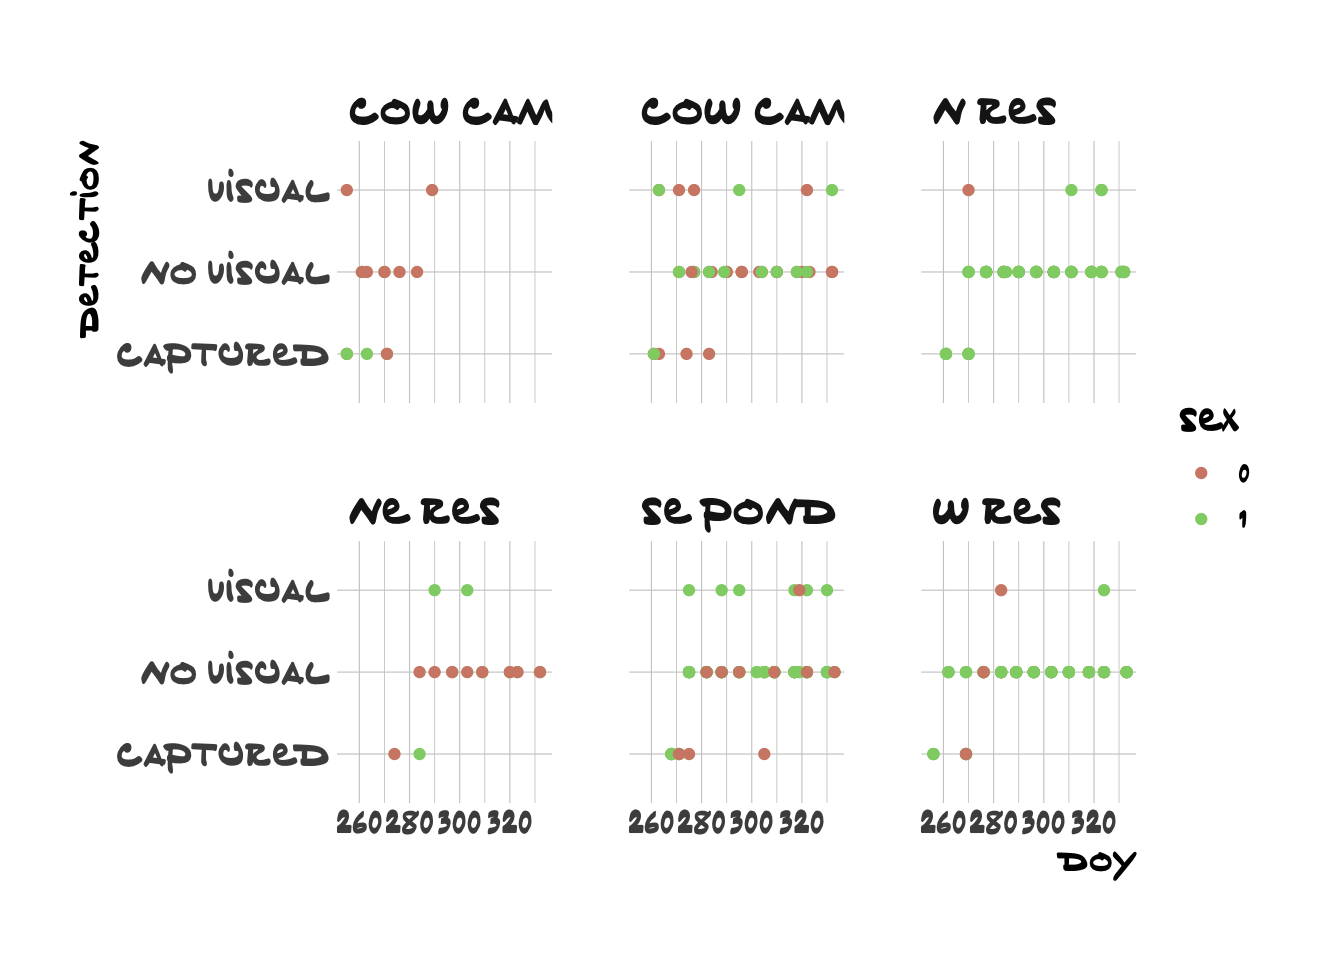 COW CAM
COW CAM
N Res
Detection
Visual
No Visual
Captured
sex
0
1
Ne Res
Se Pond
W Res
Visual
No Visual
Captured
260 280 300 320
260 280 300 320
260 280 300 320
DOY